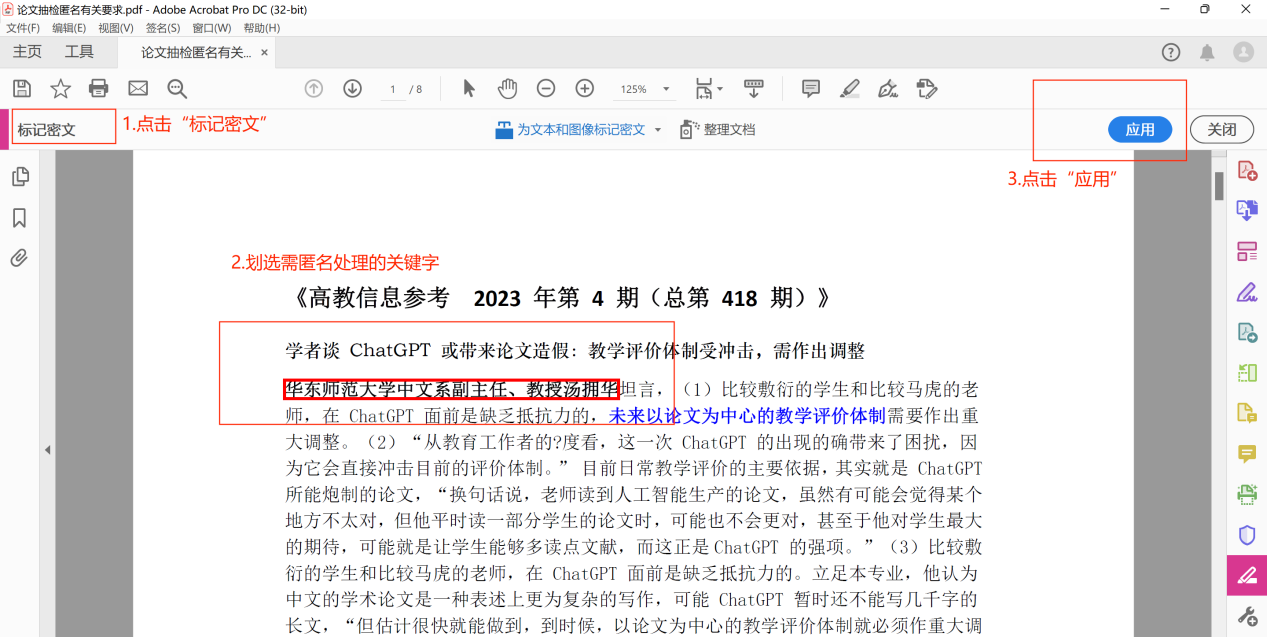 论文抽检匿名有关要求.pdf - Adobe Acrobat Pro DC (32-bit)
文件(F) 编辑(E) 视图(V) 签名(S) 窗口(W) 帮助(H)
主页 工具 论文抽检匿名有关... ×
1 / 8 125%
标记密文 1.点击“标记密文” 为文本和图像标记密文 整理文档 应用 关闭
3.点击“应用”
2.划选需匿名处理的关键字
《高教信息参考 2023 年第 4 期（总第 418 期）》
学者谈 ChatGPT 或带来论文造假：教学评价体制受冲击，需作出调整
华东师范大学中文系副主任、教授汤拥华坦言，（1）比较敷衍的学生和比较马虎的老
师，在 ChatGPT 面前是缺乏抵抗力的，未来以论文为中心的教学评价体制需要作出重
大调整。（2）“从教育工作者的?度看，这一次 ChatGPT 的出现的确带来了困扰，因
为它会直接冲击目前的评价体制。” 目前日常教学评价的主要依据，其实就是 ChatGPT
所能炮制的论文，“换句话说，老师读到人工智能生产的论文，虽然有可能会觉得某个
地方不太对，但他平时读一部分学生的论文时，可能也不会更对，甚至于他对学生最大
的期待，可能就是让学生能够多读点文献，而这正是 ChatGPT 的强项。”（3）比较敷
衍的学生和比较马虎的老师，在 ChatGPT 面前是缺乏抵抗力的。立足本专业，他认为
中文的学术论文是一种表述上更为复杂的写作，可能 ChatGPT 暂时还不能写几千字的
长文，“但估计很快就能做到，到时候，以论文为中心的教学评价体制就必须作重大调